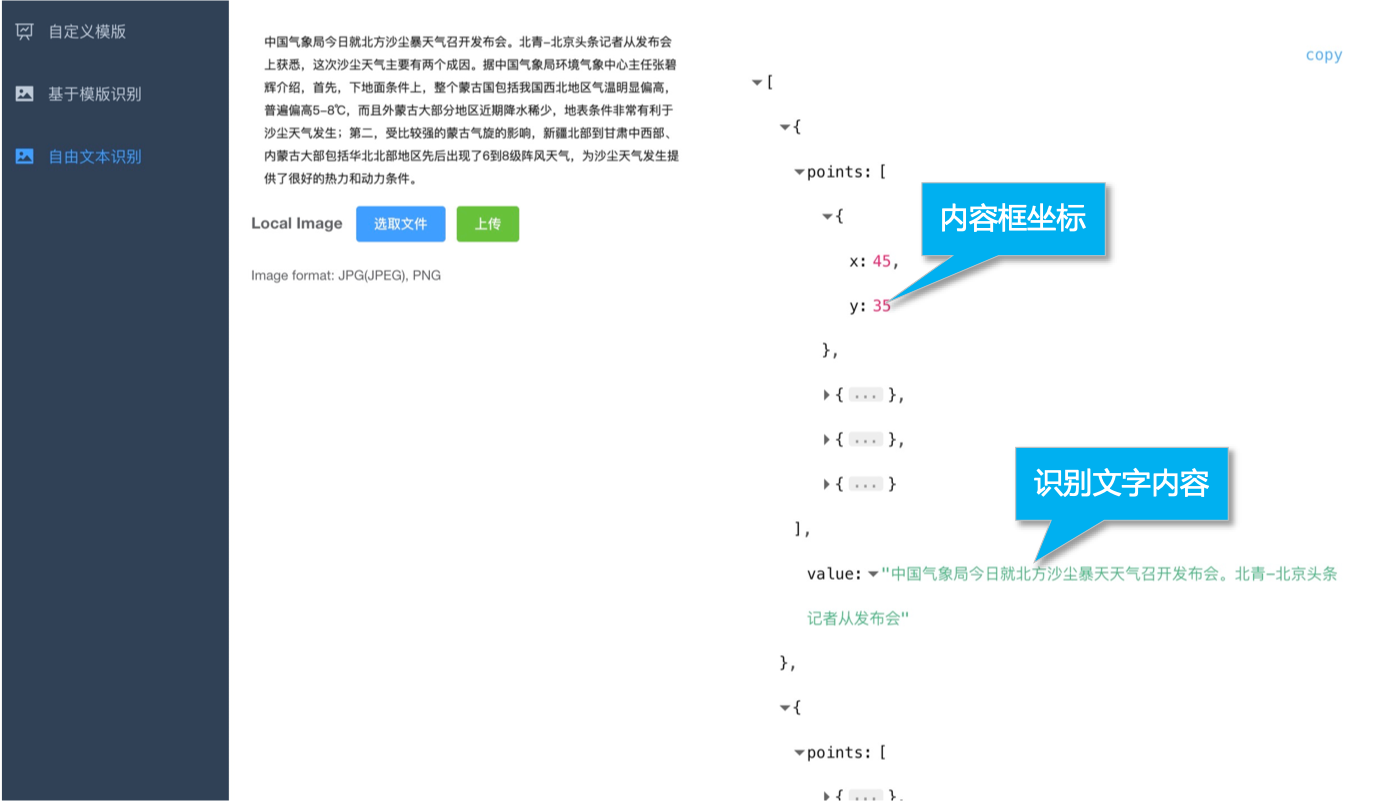 自定义模版
基于模版识别
自由文本识别
中国气象局今日就北方沙尘暴天气召开发布会。北青-北京头条记者从发布会
上获悉，这次沙尘天气主要有两个成因。据中国气象局环境气象中心主任张碧
辉介绍，首先，下地面条件上，整个蒙古国包括我国西北地区气温明显偏高，
普遍偏高5-8℃，而且外蒙古大部分地区近期降水稀少，地表条件非常有利于
沙尘天气发生；第二，受比较强的蒙古气旋的影响，新疆北部到甘肃中西部、
内蒙古大部包括华北北部地区先后出现了6到8级阵风天气，为沙尘天气发生提
供了很好的热力和动力条件。
Local Image 选取文件 上传
Image format: JPG(JPEG), PNG
copy
[
{
points: [
{
内容框坐标
x: 45,
y: 35
},
{ ... },
{ ... },
{ ... }
识别文字内容
],
value: "中国气象局今日就北方沙尘暴天天气召开发布会。北青-北京头条
记者从发布会"
},
{
points: [
{ ... },